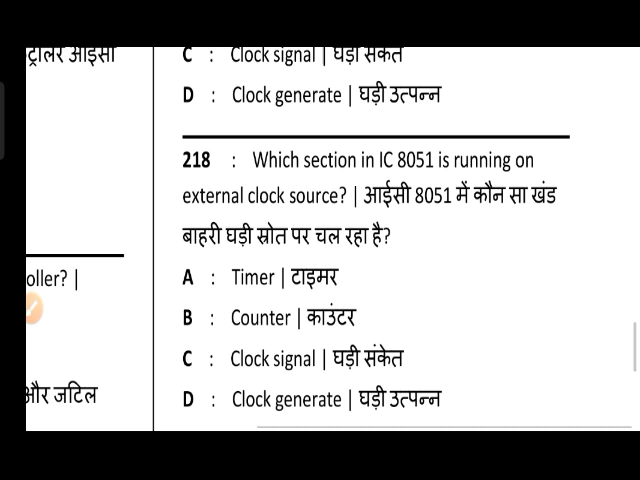 ट्रोलर आईसी
oller? |
और जटिल
C : Clock signal | घड़ी संकेत
D : Clock generate | घड़ी उत्पन्न
218 : Which section in IC 8051 is running on
external clock source? | आईसी 8051 में कौन सा खंड
बाहरी घड़ी स्रोत पर चल रहा है?
A : Timer | टाइमर
B : Counter | काउंटर
C : Clock signal | घड़ी संकेत
D : Clock generate | घड़ी उत्पन्न